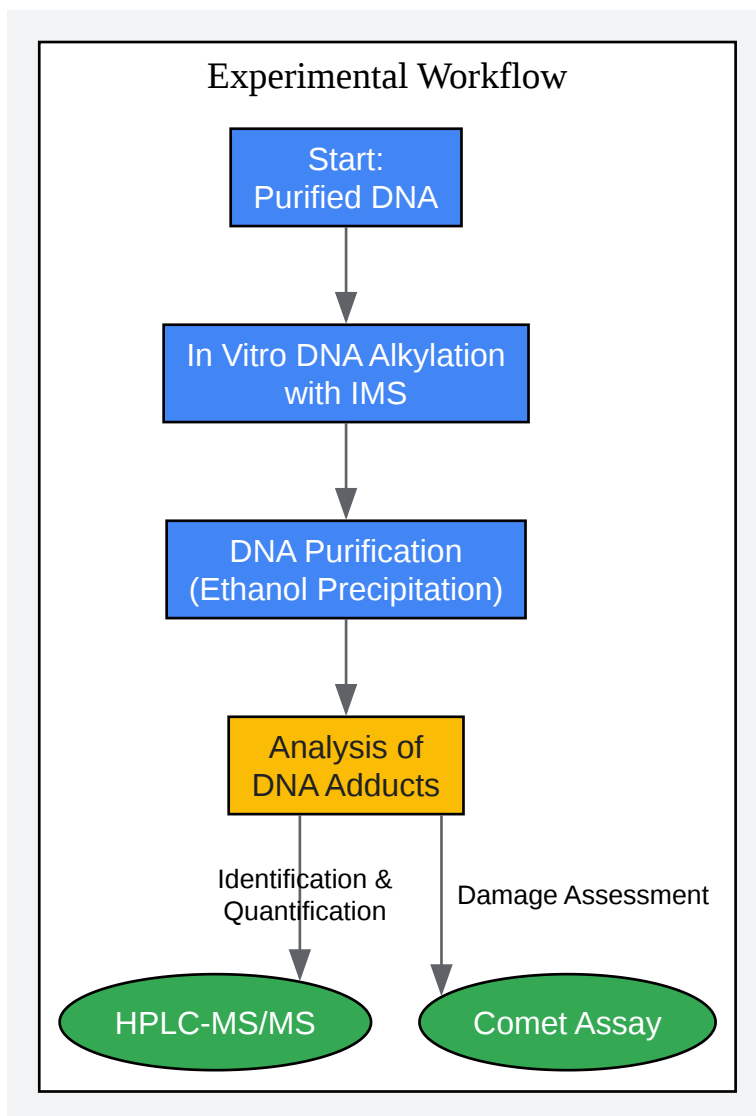 Experimental Workflow
Start:
Purified DNA
In Vitro DNA Alkylation
with IMS
DNA Purification
(Ethanol Precipitation)
Analysis of
DNA Adducts
Identification &
Quantification
Damage Assessment
HPLC-MS/MS
Comet Assay